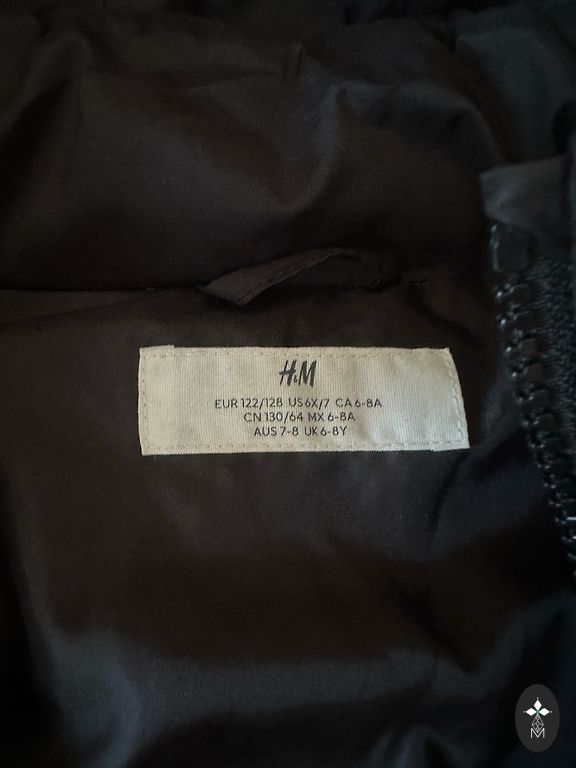 H&M
EUR 122/128 US 6X/7 CA 6-8A
CN 130/64 MX 6-8A
AUS 7-8 UK 6-8Y
M